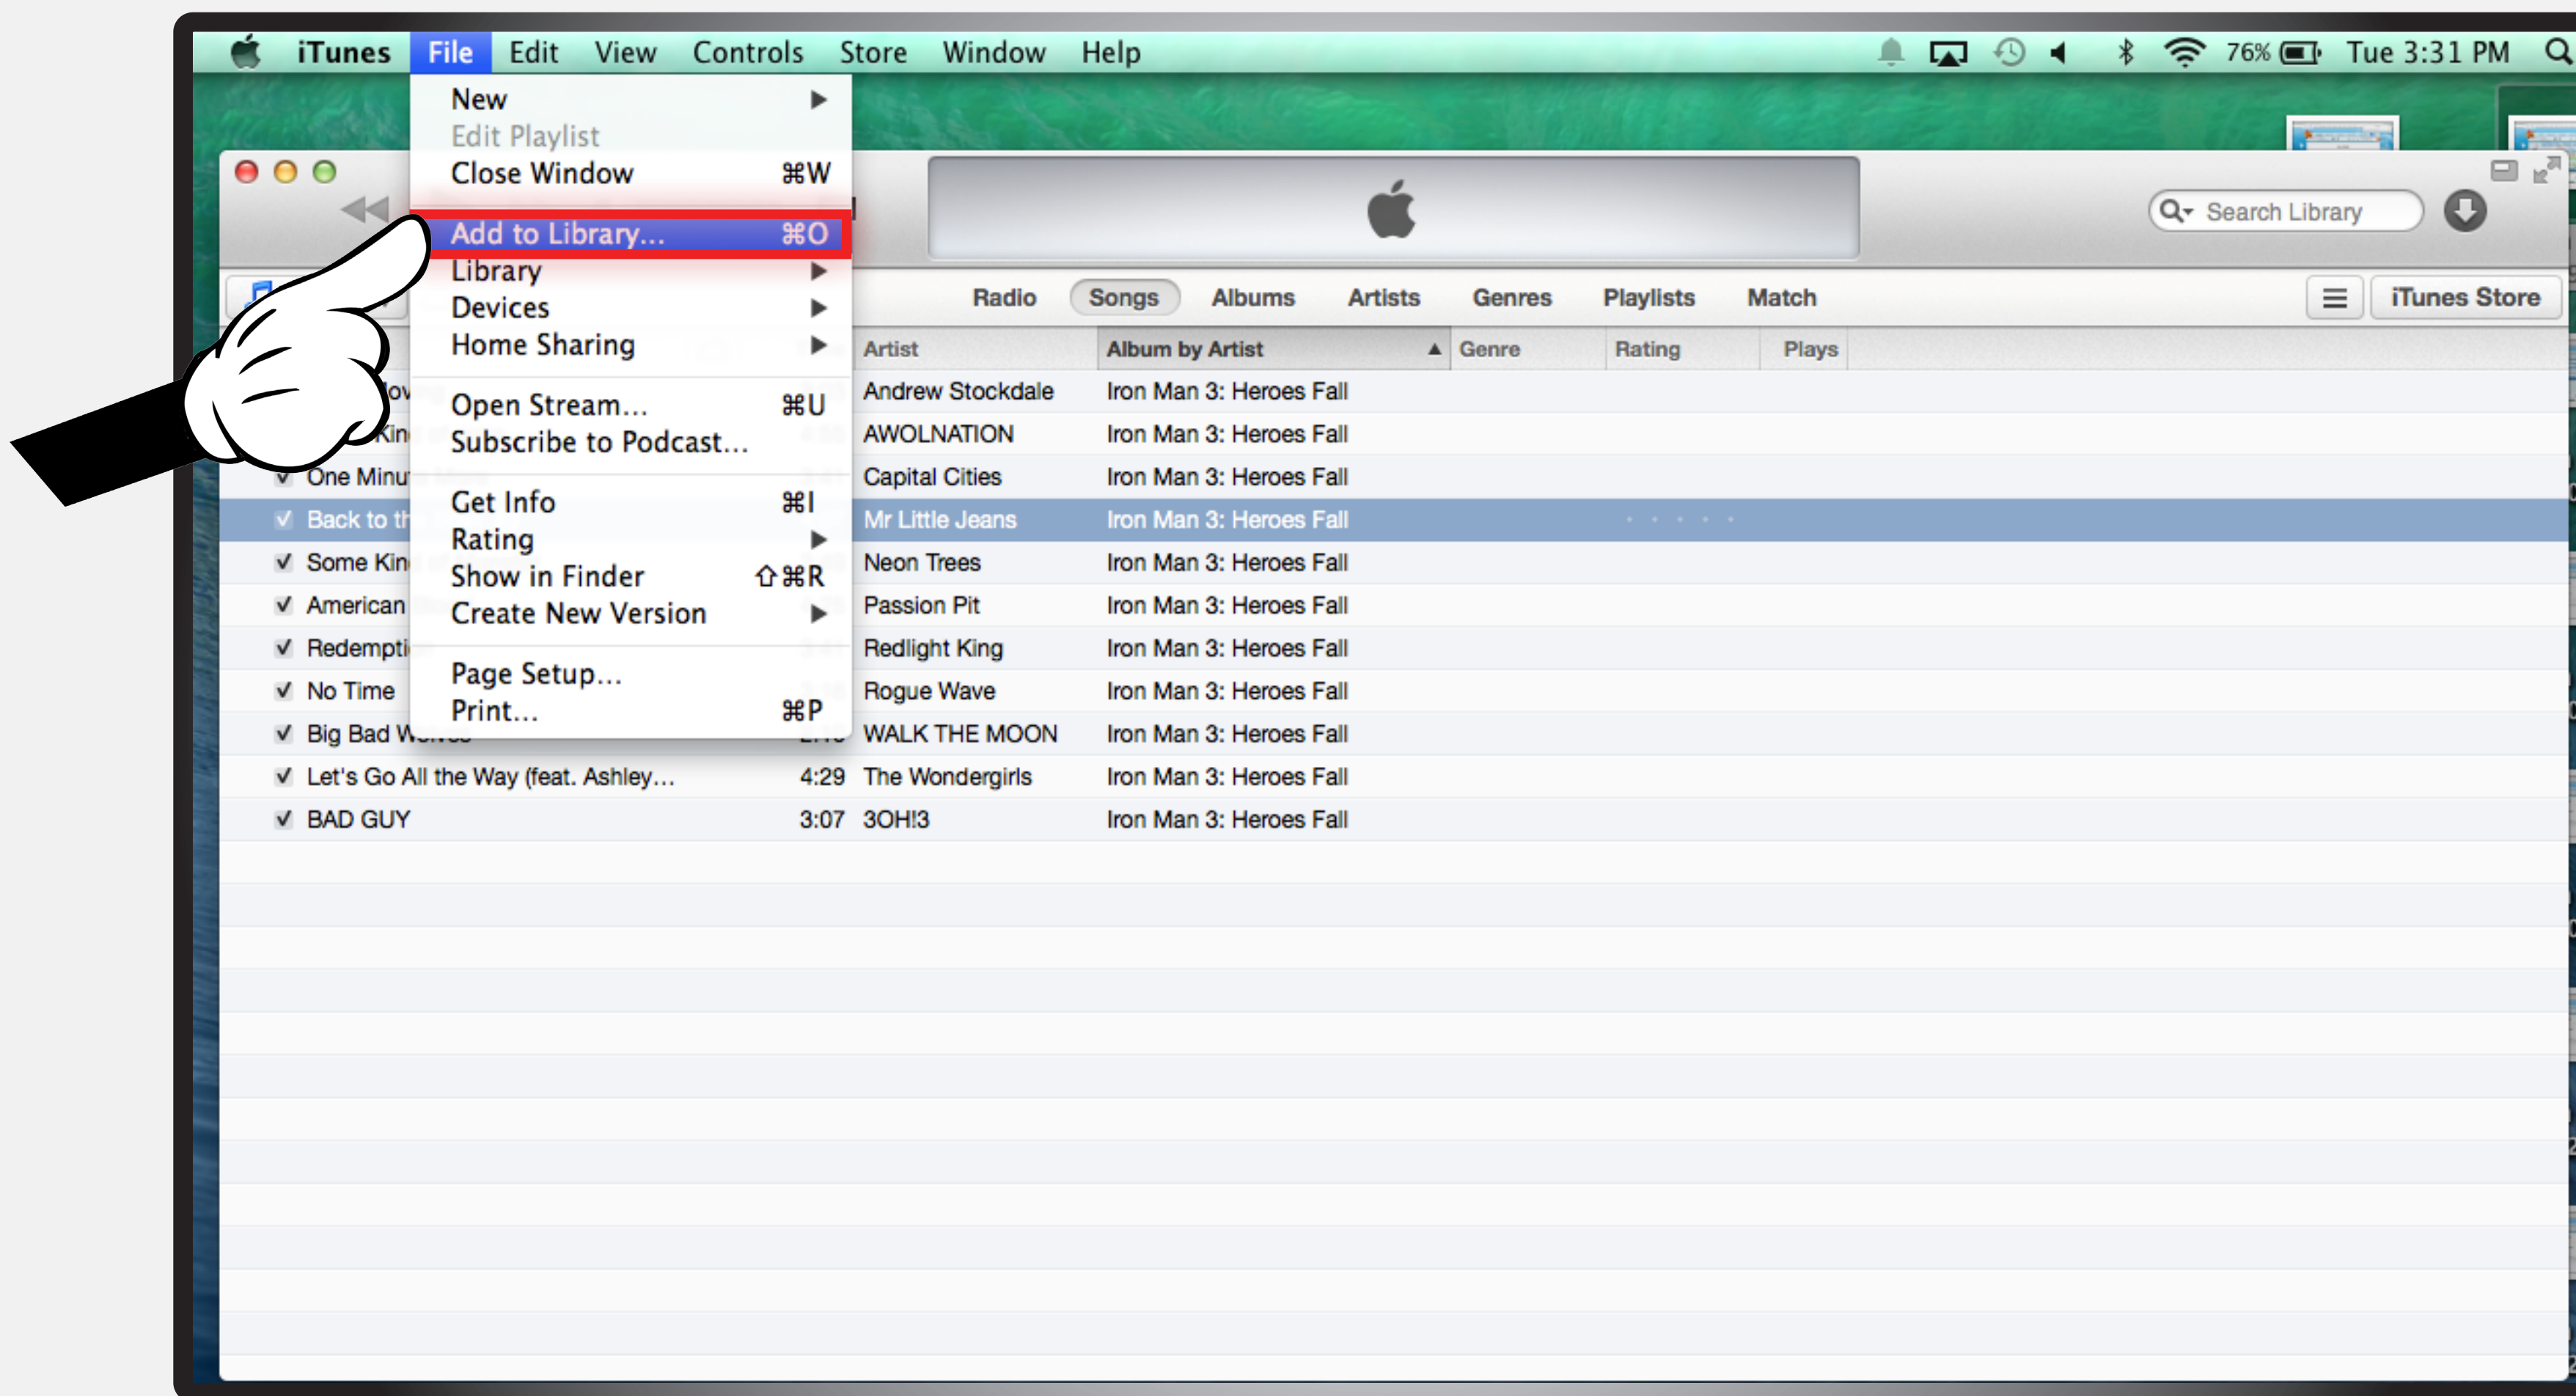 iTunes File Edit View Controls Store Window Help 76% Tue 3:31 PM
New
Edit Playlist
Close Window ⌘W
Add to Library... ⌘O
Library
Devices
Home Sharing
Open Stream... ⌘U
Subscribe to Podcast...
Get Info ⌘I
Rating
Show in Finder ⇧⌘R
Create New Version
Page Setup...
Print... ⌘P
Search Library
Radio Songs Albums Artists Genres Playlists Match iTunes Store
Artist Album by Artist Genre Rating Plays
Andrew Stockdale Iron Man 3: Heroes Fall
AWOLNATION Iron Man 3: Heroes Fall
One Capital Cities Iron Man 3: Heroes Fall
Back to Mr Little Jeans Iron Man 3: Heroes Fall
Some Neon Trees Iron Man 3: Heroes Fall
American Passion Pit Iron Man 3: Heroes Fall
Redlight King Iron Man 3: Heroes Fall
No Time Rogue Wave Iron Man 3: Heroes Fall
Big Bad WALK THE MOON Iron Man 3: Heroes Fall
Let's Go All the Way (feat. Ashley... 4:29 The Wondergirls Iron Man 3: Heroes Fall
BAD GUY 3:07 3OH!3 Iron Man 3: Heroes Fall